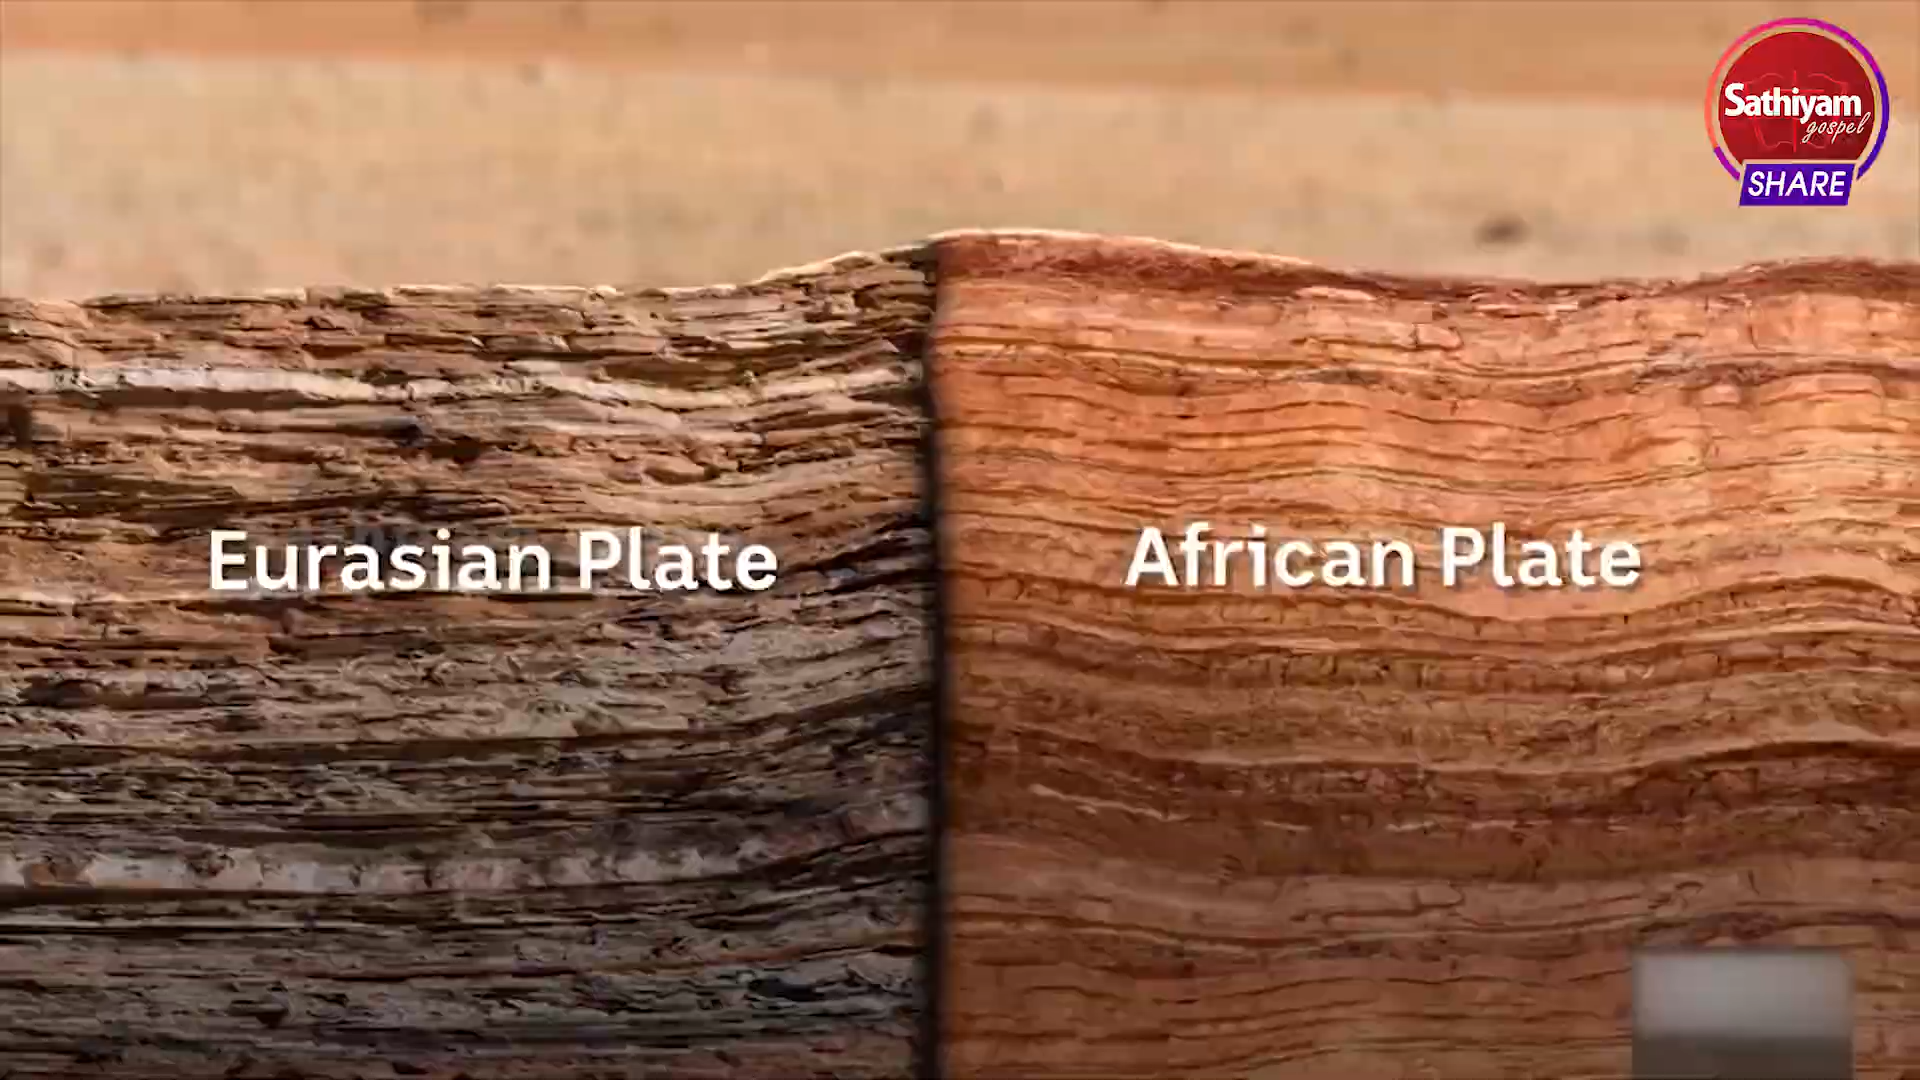 Sathiyam
gospel
SHARE
Eurasian Plate
African Plate